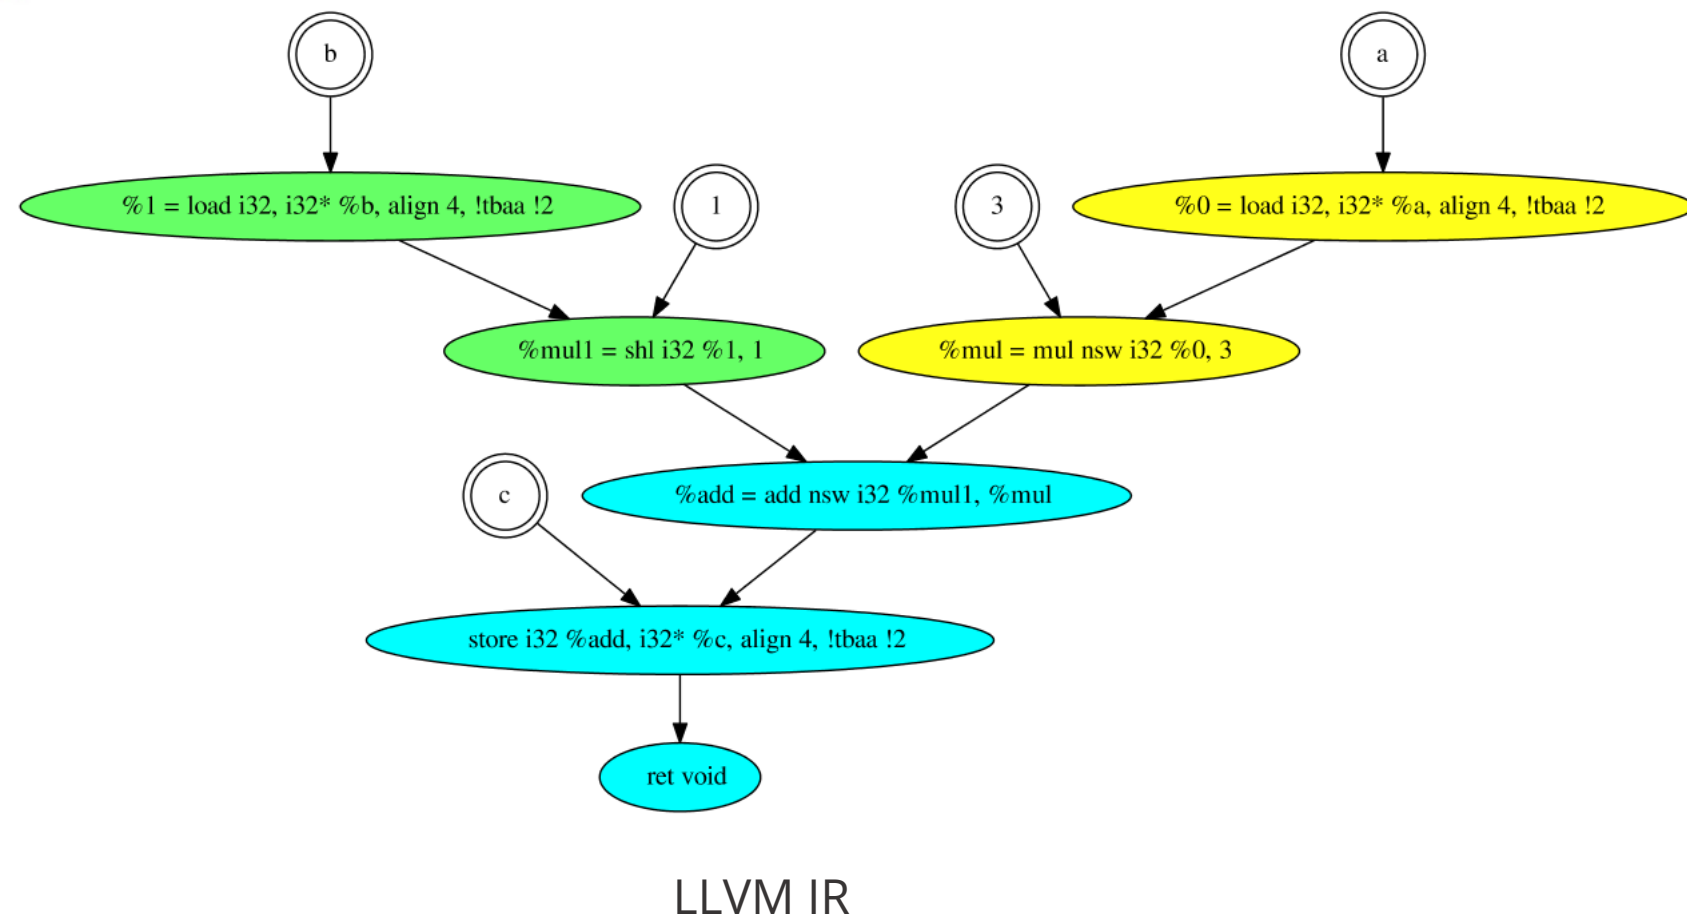 b
a
%1 = load i32, i32* %b, align 4, !tbaa !2
1
3
%0 = load i32, i32* %a, align 4, !tbaa !2
%mul1 = shl i32 %1, 1
%mul = mul nsw i32 %0, 3
c
%add = add nsw i32 %mul1, %mul
store i32 %add, i32* %c, align 4, !tbaa !2
ret void
LLVM IR